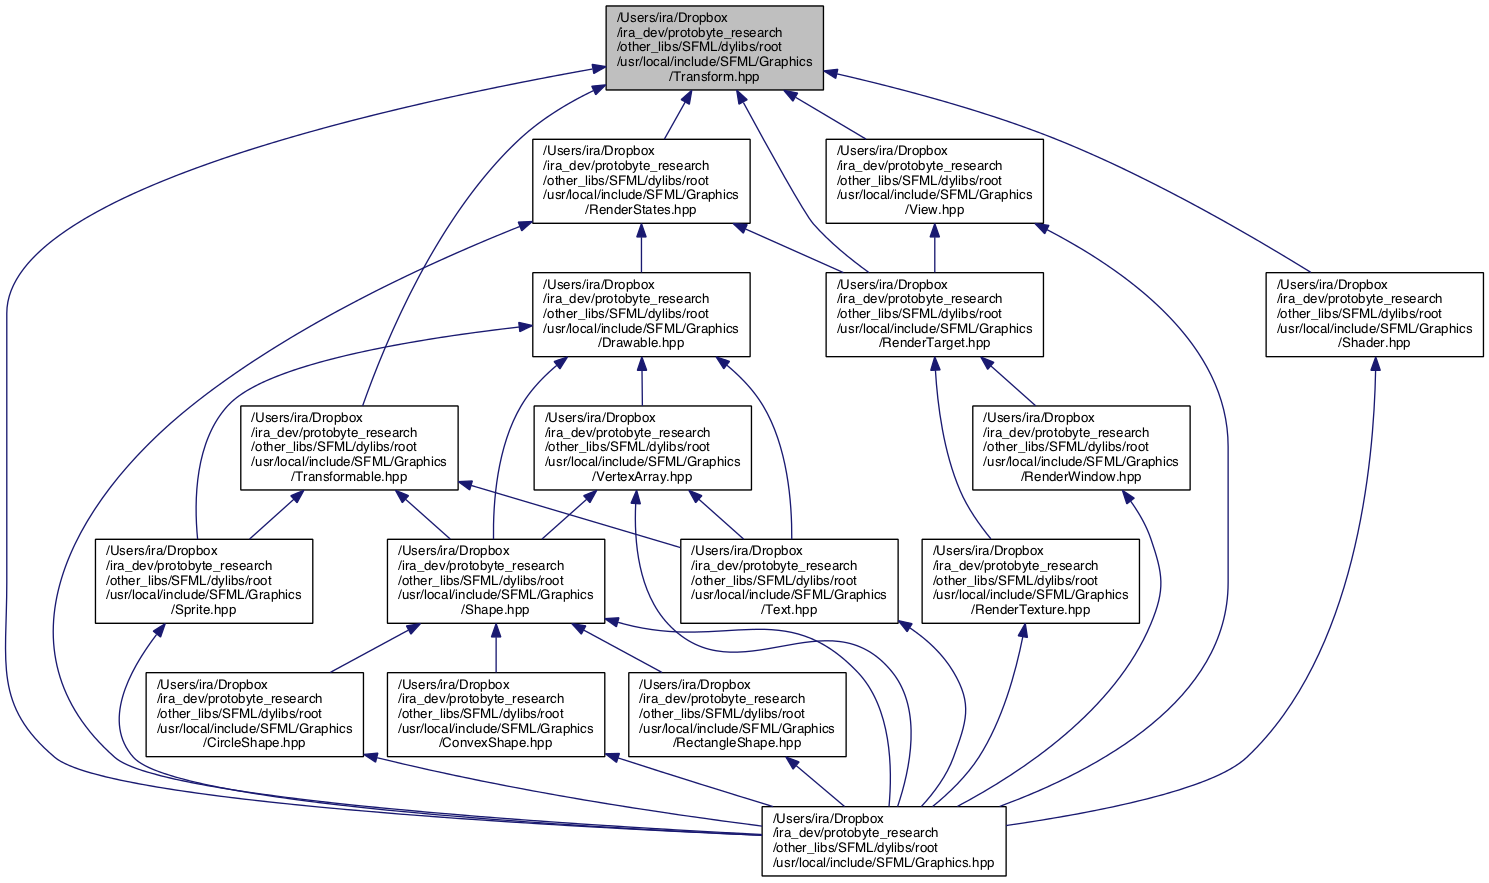 /Users/ira/Dropbox
/ira_dev/protobyte_research
/other_libs/SFML/dylibs/root
/usr/local/include/SFML/Graphics
/Transform.hpp
/Users/ira/Dropbox
/ira_dev/protobyte_research
/other_libs/SFML/dylibs/root
/usr/local/include/SFML/Graphics
/RenderStates.hpp
/Users/ira/Dropbox
/ira_dev/protobyte_research
/other_libs/SFML/dylibs/root
/usr/local/include/SFML/Graphics
/View.hpp
/Users/ira/Dropbox
/ira_dev/protobyte_research
/other_libs/SFML/dylibs/root
/usr/local/include/SFML/Graphics
/Drawable.hpp
/Users/ira/Dropbox
/ira_dev/protobyte_research
/other_libs/SFML/dylibs/root
/usr/local/include/SFML/Graphics
/RenderTarget.hpp
/Users/ira/Dropbox
/ira_dev/protobyte_research
/other_libs/SFML/dylibs/root
/usr/local/include/SFML/Graphics
/Shader.hpp
/Users/ira/Dropbox
/ira_dev/protobyte_research
/other_libs/SFML/dylibs/root
/usr/local/include/SFML/Graphics
/Transformable.hpp
/Users/ira/Dropbox
/ira_dev/protobyte_research
/other_libs/SFML/dylibs/root
/usr/local/include/SFML/Graphics
/VertexArray.hpp
/Users/ira/Dropbox
/ira_dev/protobyte_research
/other_libs/SFML/dylibs/root
/usr/local/include/SFML/Graphics
/RenderWindow.hpp
/Users/ira/Dropbox
/ira_dev/protobyte_research
/other_libs/SFML/dylibs/root
/usr/local/include/SFML/Graphics
/Sprite.hpp
/Users/ira/Dropbox
/ira_dev/protobyte_research
/other_libs/SFML/dylibs/root
/usr/local/include/SFML/Graphics
/Shape.hpp
/Users/ira/Dropbox
/ira_dev/protobyte_research
/other_libs/SFML/dylibs/root
/usr/local/include/SFML/Graphics
/Text.hpp
/Users/ira/Dropbox
/ira_dev/protobyte_research
/other_libs/SFML/dylibs/root
/usr/local/include/SFML/Graphics
/RenderTexture.hpp
/Users/ira/Dropbox
/ira_dev/protobyte_research
/other_libs/SFML/dylibs/root
/usr/local/include/SFML/Graphics
/CircleShape.hpp
/Users/ira/Dropbox
/ira_dev/protobyte_research
/other_libs/SFML/dylibs/root
/usr/local/include/SFML/Graphics
/ConvexShape.hpp
/Users/ira/Dropbox
/ira_dev/protobyte_research
/other_libs/SFML/dylibs/root
/usr/local/include/SFML/Graphics
/RectangleShape.hpp
/Users/ira/Dropbox
/ira_dev/protobyte_research
/other_libs/SFML/dylibs/root
/usr/local/include/SFML/Graphics.hpp